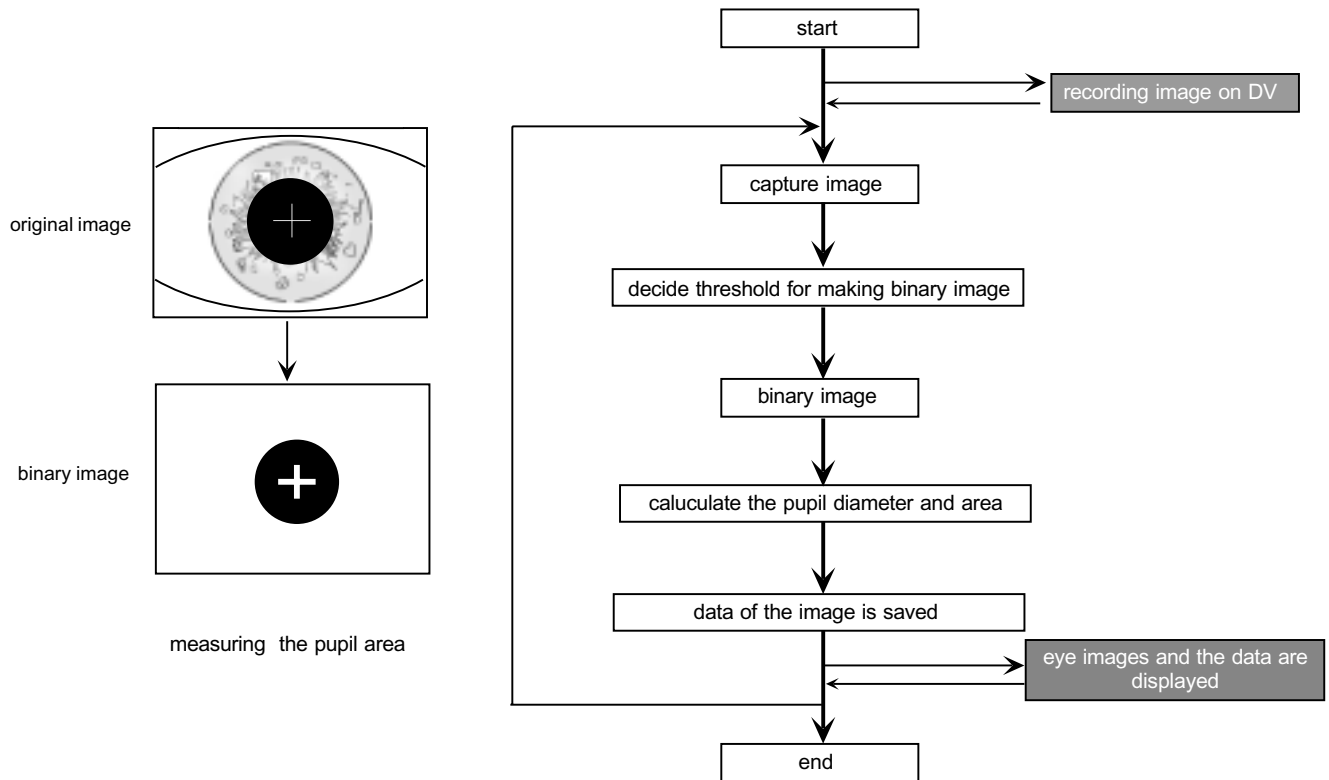 original image
binary image
measuring the pupil area
start
recording image on DV
capture image
decide threshold for making binary image
binary image
caluculate the pupil diameter and area
data of the image is saved
eye images and the data are
displayed
end